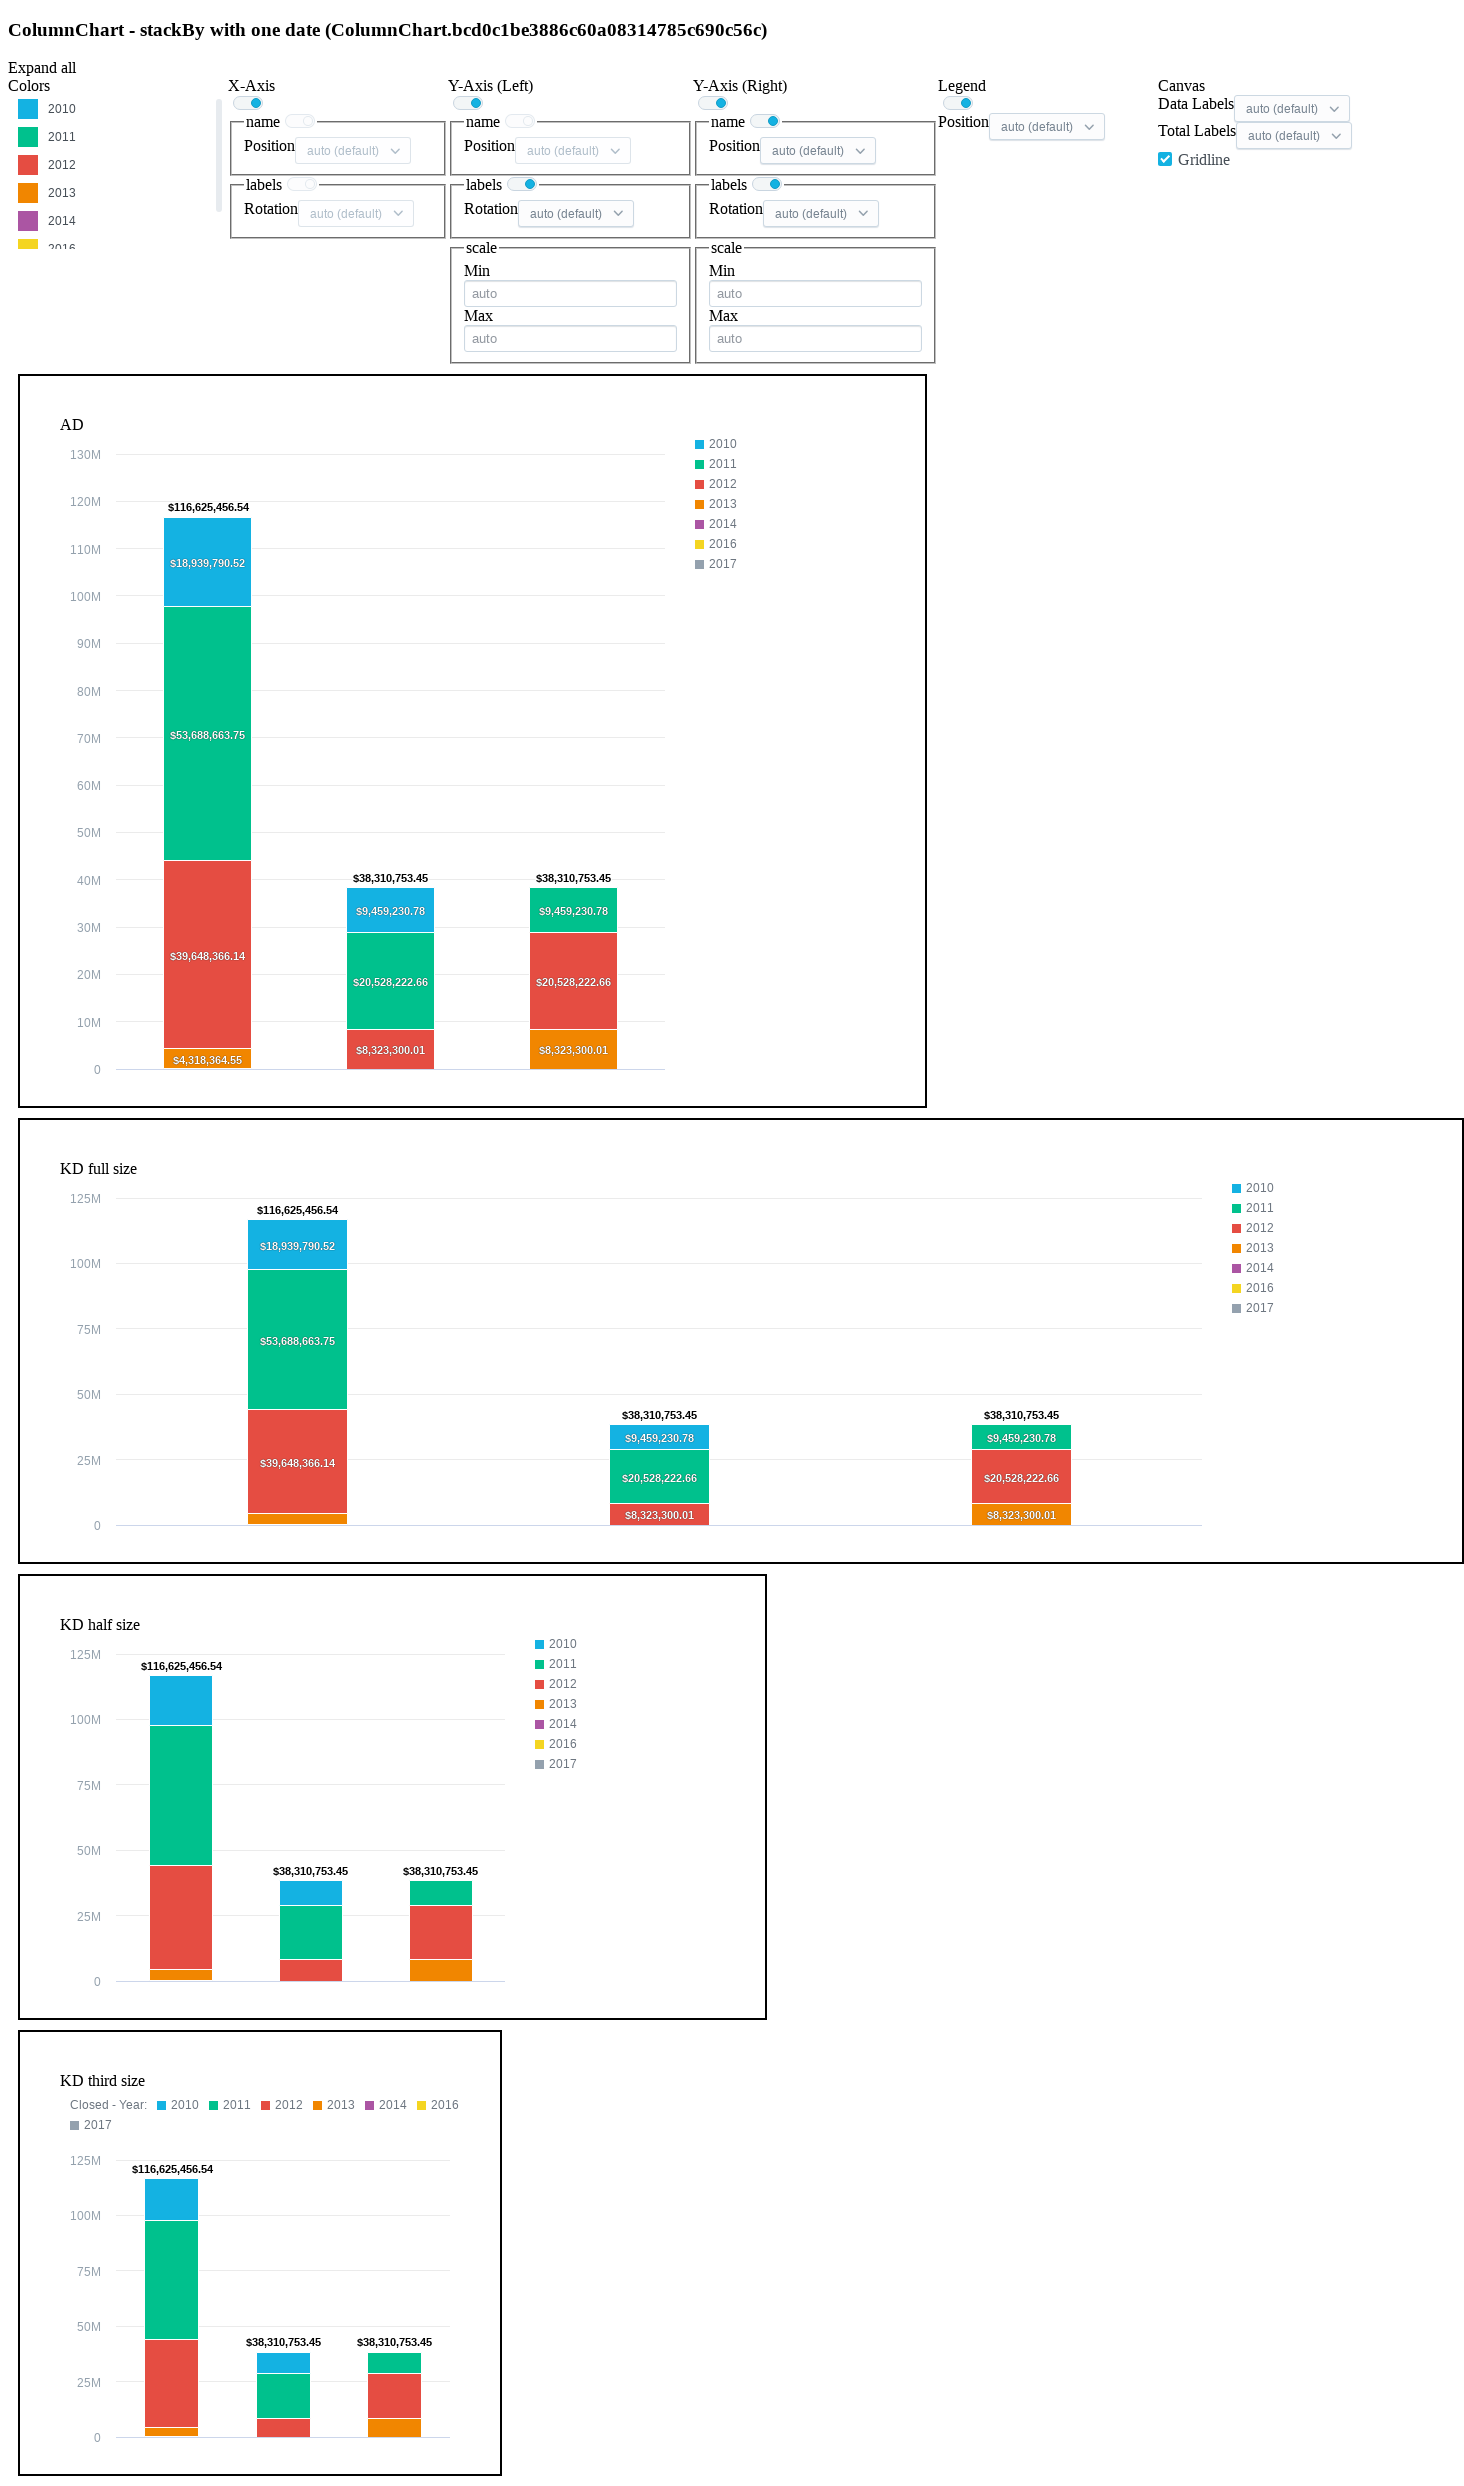 ColumnChart - stackBy with one date (ColumnChart.bcd0c1be3886c60a08314785c690c56c)
Expand all
Colors
2010
2011
2012
2013
2014
2016
X-Axis
name
Position auto (default)
labels
Rotation auto (default)
Y-Axis (Left)
name
Position auto (default)
labels
Rotation auto (default)
scale
Min
auto
Max
auto
Y-Axis (Right)
name
Position auto (default)
labels
Rotation auto (default)
scale
Min
auto
Max
auto
Legend
Position auto (default)
Canvas
Data Labels auto (default)
Total Labels auto (default)
Gridline
AD
130M
120M
110M
100M
90M
80M
70M
60M
50M
40M
30M
20M
10M
0
$116,625,456.54
$18,939,790.52
$53,688,663.75
$39,648,366.14
$4,318,364.55
$38,310,753.45
$9,459,230.78
$20,528,222.66
$8,323,300.01
$38,310,753.45
$9,459,230.78
$20,528,222.66
$8,323,300.01
2010
2011
2012
2013
2014
2016
2017
KD full size
125M
100M
75M
50M
25M
0
$116,625,456.54
$18,939,790.52
$53,688,663.75
$39,648,366.14
$38,310,753.45
$9,459,230.78
$20,528,222.66
$8,323,300.01
$38,310,753.45
$9,459,230.78
$20,528,222.66
$8,323,300.01
2010
2011
2012
2013
2014
2016
2017
KD half size
125M
100M
75M
50M
25M
0
$116,625,456.54
$38,310,753.45
$38,310,753.45
2010
2011
2012
2013
2014
2016
2017
KD third size
Closed - Year: 2010 2011 2012 2013 2014 2016
2017
125M
100M
75M
50M
25M
0
$116,625,456.54
$38,310,753.45
$38,310,753.45